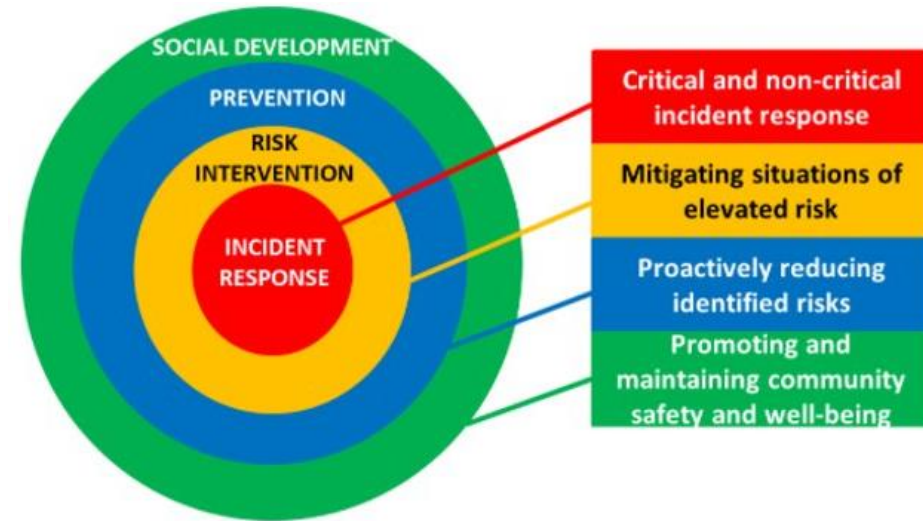 SOCIAL DEVELOPMENT
PREVENTION
RISK
INTERVENTION
INCIDENT
RESPONSE
Critical and non-critical
incident response
Mitigating situations of
elevated risk
Proactively reducing
identified risks
Promoting and
maintaining community
safety and well-being